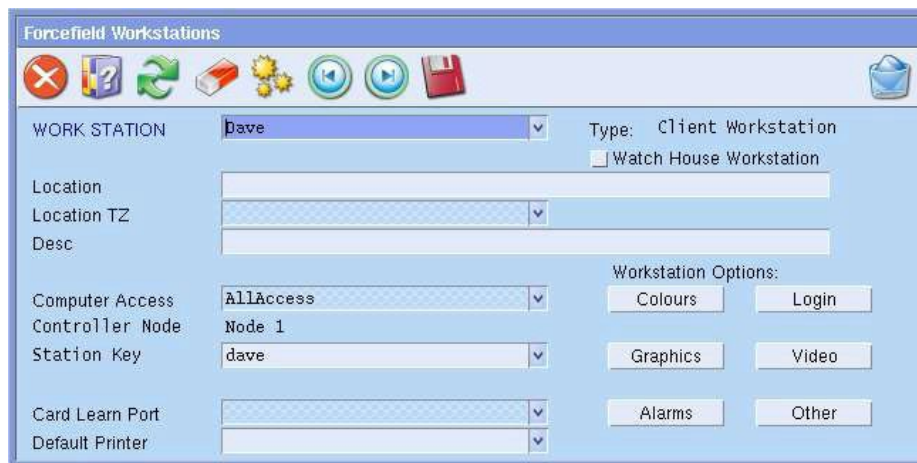 Forcefield Workstations
WORK STATION Dave Type: Client Workstation
Watch House Workstation
Location
Location TZ
Desc
Workstation Options:
Computer Access AllAccess Colours Login
Controller Node Node 1
Station Key dave Graphics Video
Card Learn Port Alarms Other
Default Printer